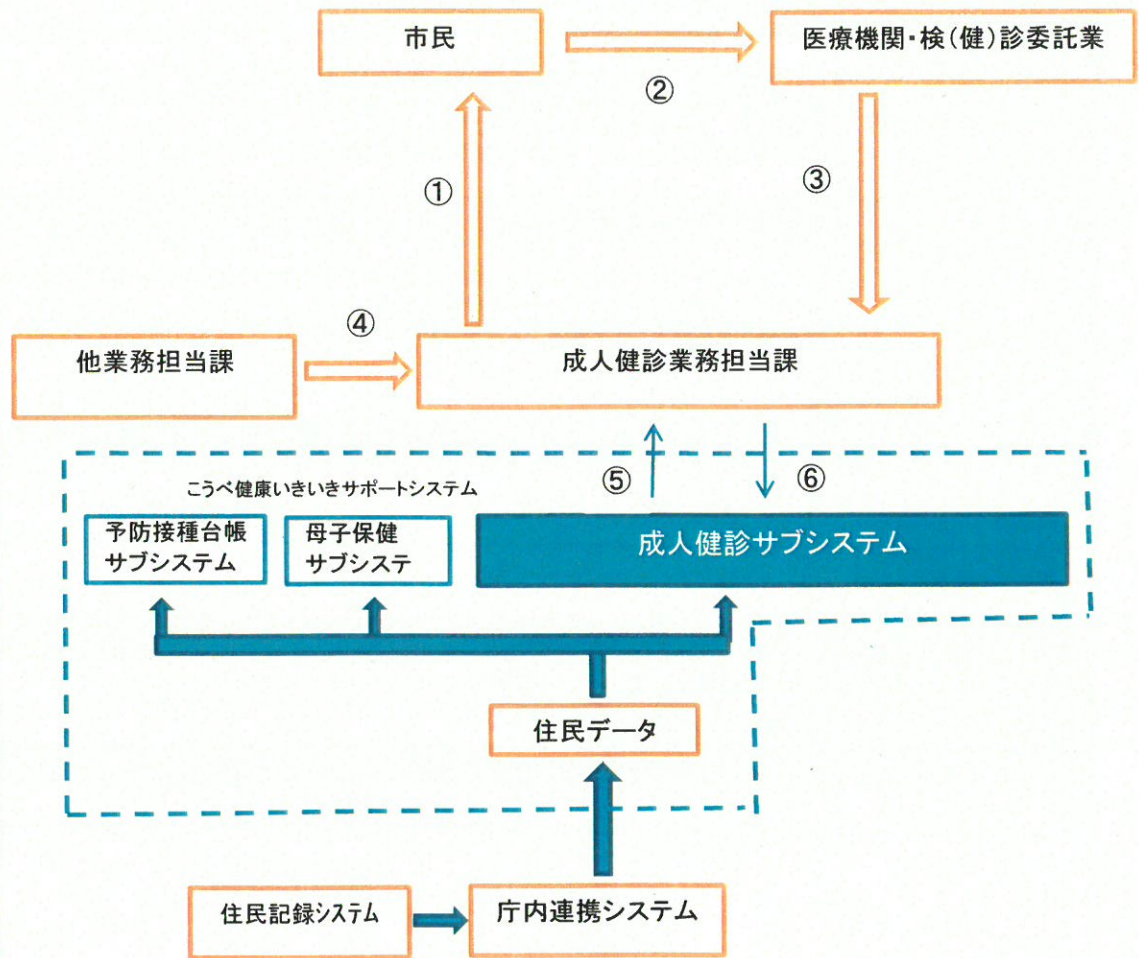 市民
医療機関・検(健)診委託業
②
①
③
④
他業務担当課
成人健診業務担当課
⑤
⑥
こうべ健康いきいきサポートシステム
予防接種台帳
サブシステム
母子保健
サブシステ
成人健診サブシステム
住民データ
住民記録システム
庁内連携システム